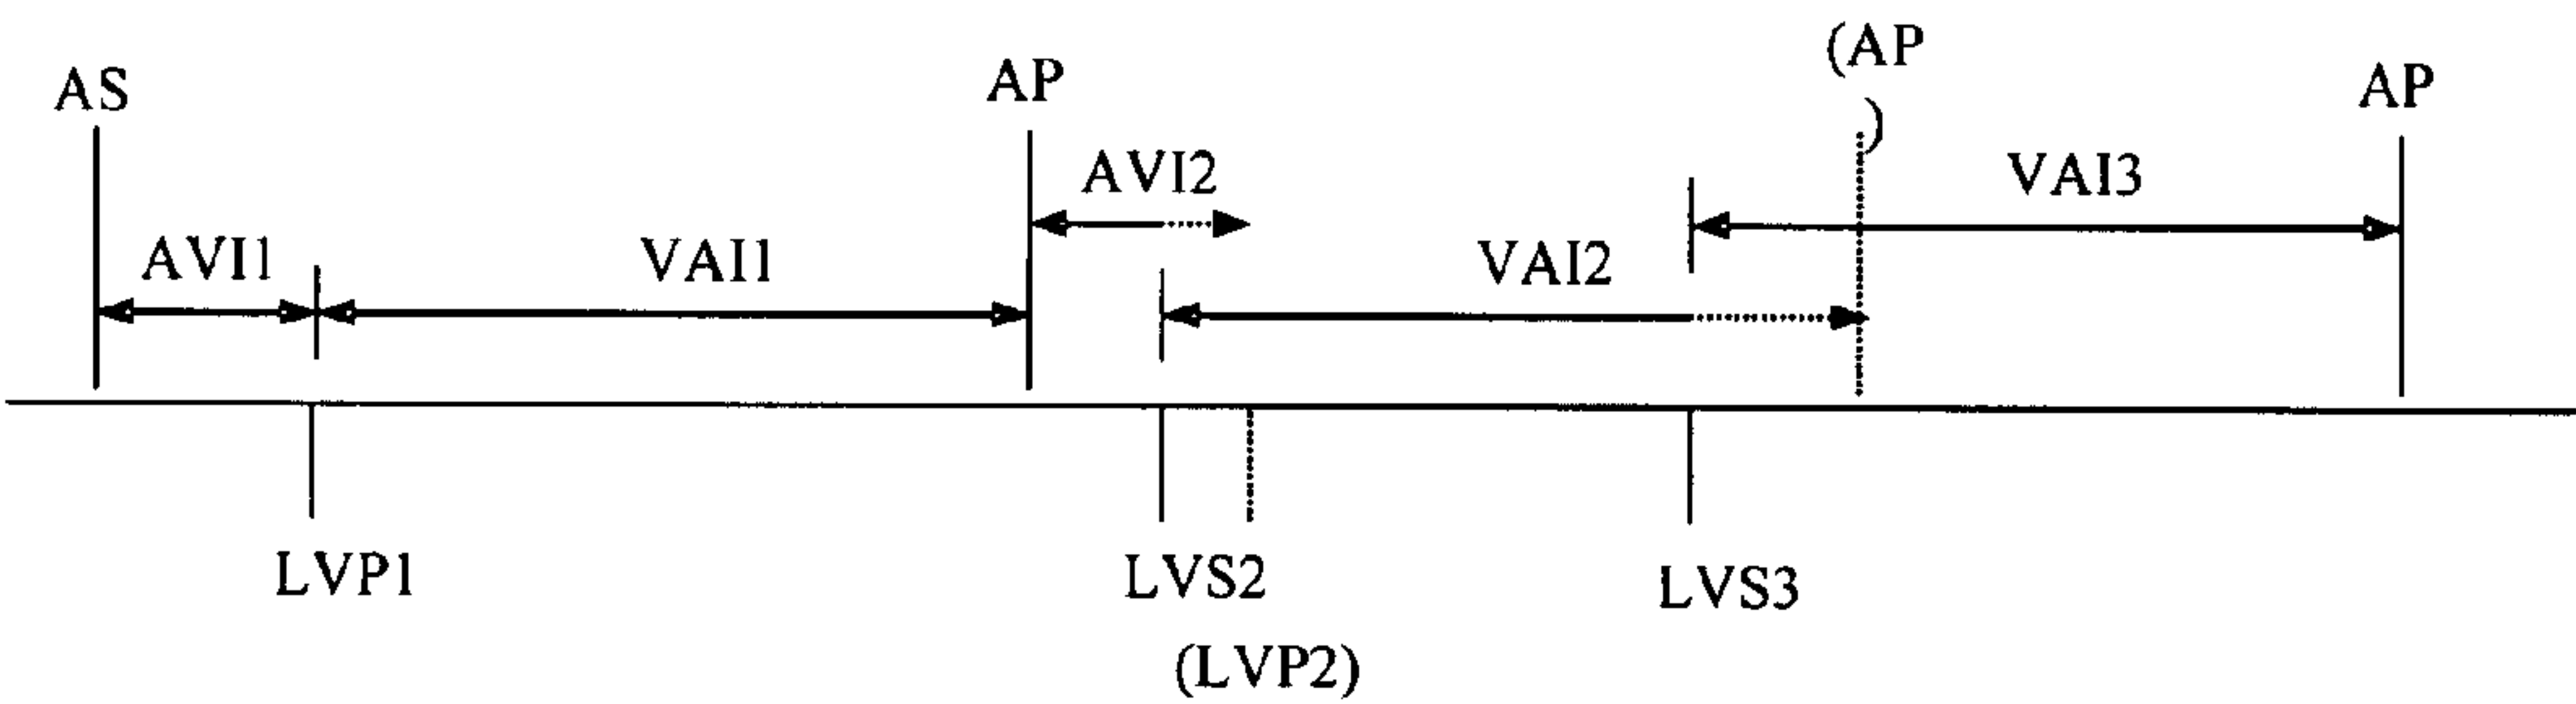 AS
AP
(AP
)
AP
AVI1
VAI1
AVI2
VAI2
VAI3
LVP1
LVS2
(LVP2)
LVS3